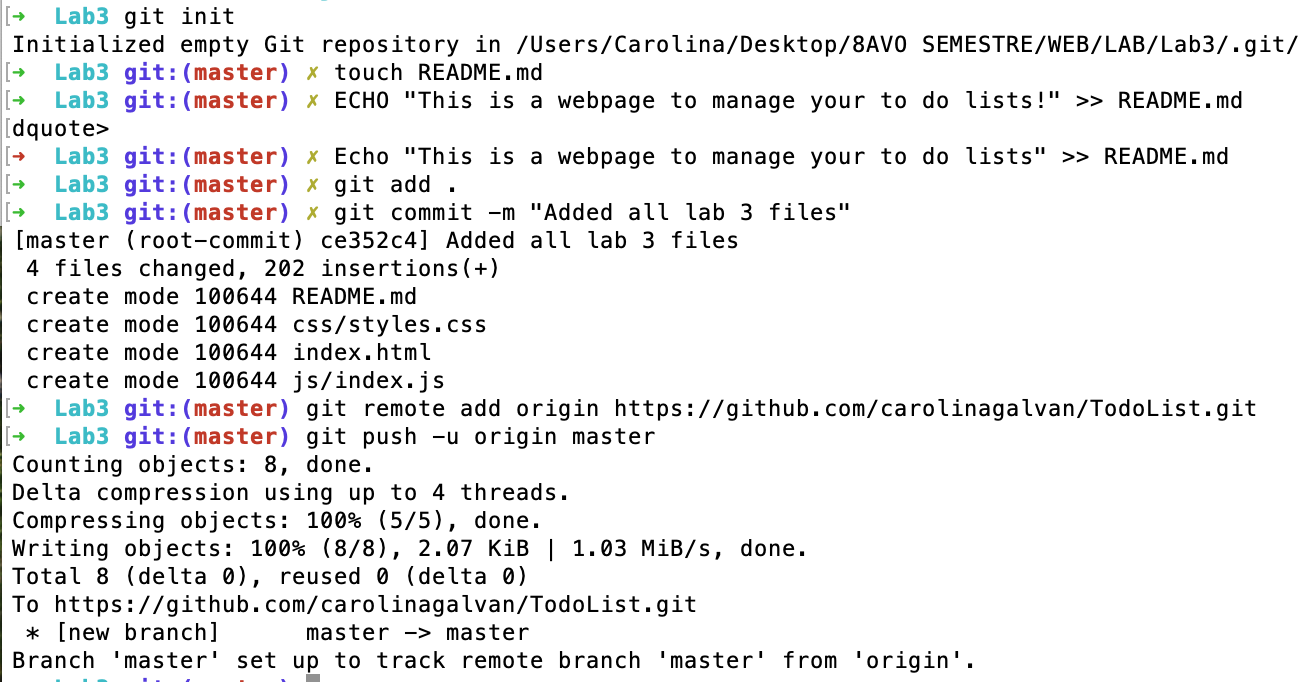 [➜  Lab3 git init
Initialized empty Git repository in /Users/Carolina/Desktop/8AVO SEMESTRE/WEB/LAB/Lab3/.git/
[➜  Lab3 git:(master) ✗ touch README.md
[➜  Lab3 git:(master) ✗ ECHO "This is a webpage to manage your to do lists!" >> README.md
[dquote>
[➜  Lab3 git:(master) ✗ Echo "This is a webpage to manage your to do lists" >> README.md
[➜  Lab3 git:(master) ✗ git add .
[➜  Lab3 git:(master) ✗ git commit -m "Added all lab 3 files"
[master (root-commit) ce352c4] Added all lab 3 files
 4 files changed, 202 insertions(+)
 create mode 100644 README.md
 create mode 100644 css/styles.css
 create mode 100644 index.html
 create mode 100644 js/index.js
[➜  Lab3 git:(master) git remote add origin https://github.com/carolinagalvan/TodoList.git
[➜  Lab3 git:(master) git push -u origin master
Counting objects: 8, done.
Delta compression using up to 4 threads.
Compressing objects: 100% (5/5), done.
Writing objects: 100% (8/8), 2.07 KiB | 1.03 MiB/s, done.
Total 8 (delta 0), reused 0 (delta 0)
To https://github.com/carolinagalvan/TodoList.git
 * [new branch]      master -> master
Branch 'master' set up to track remote branch 'master' from 'origin'.
Lab3 git:(master)